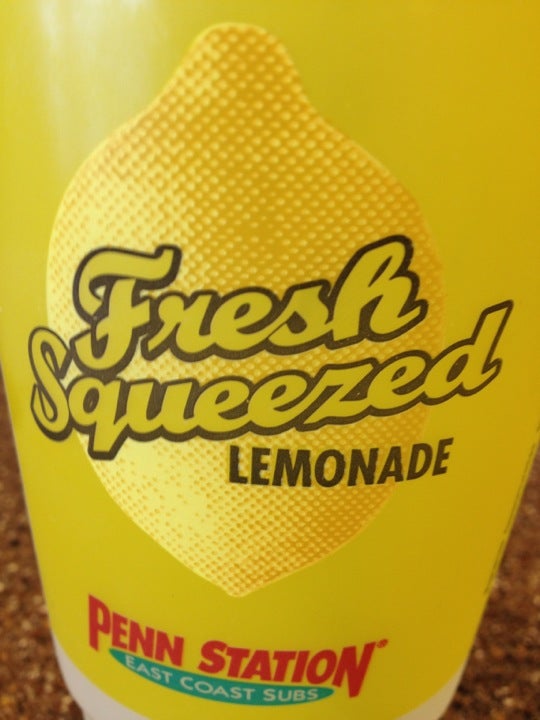 Fresh
Squeezed
LEMONADE
PENN STATION®
EAST COAST SUBS